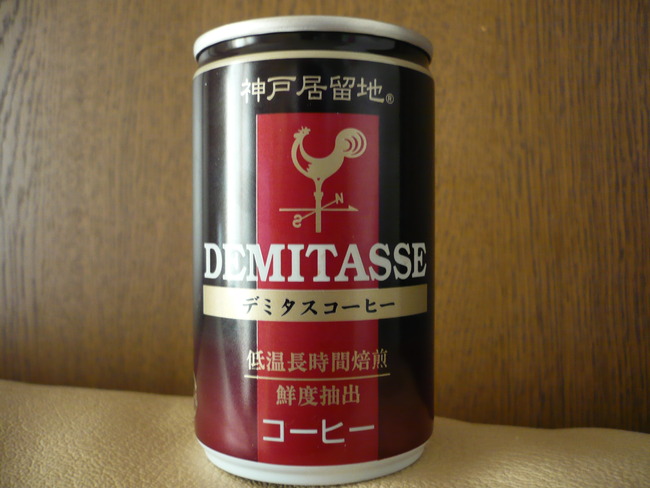 神戸居留地®
N
S
DEMITASSE
デミタスコーヒー
低温長時間焙煎
鮮度抽出
コーヒー